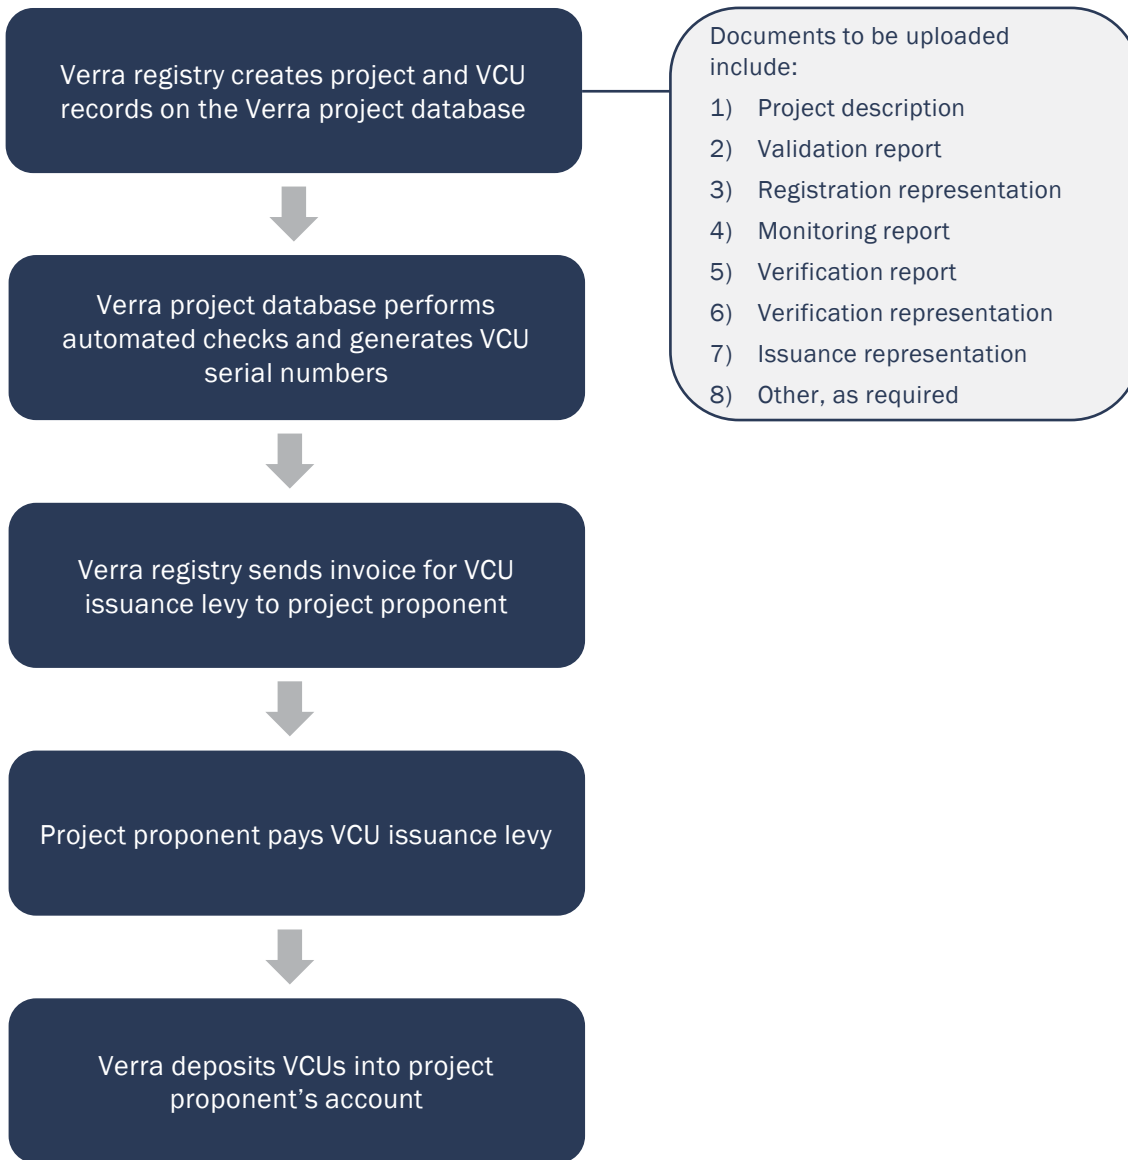 Verra registry creates project and VCU
records on the Verra project database
Documents to be uploaded
include:
1) Project description
2) Validation report
3) Registration representation
4) Monitoring report
5) Verification report
6) Verification representation
7) Issuance representation
8) Other, as required
Verra project database performs
automated checks and generates VCU
serial numbers
Verra registry sends invoice for VCU
issuance levy to project proponent
Project proponent pays VCU issuance levy
Verra deposits VCUs into project
proponent’s account